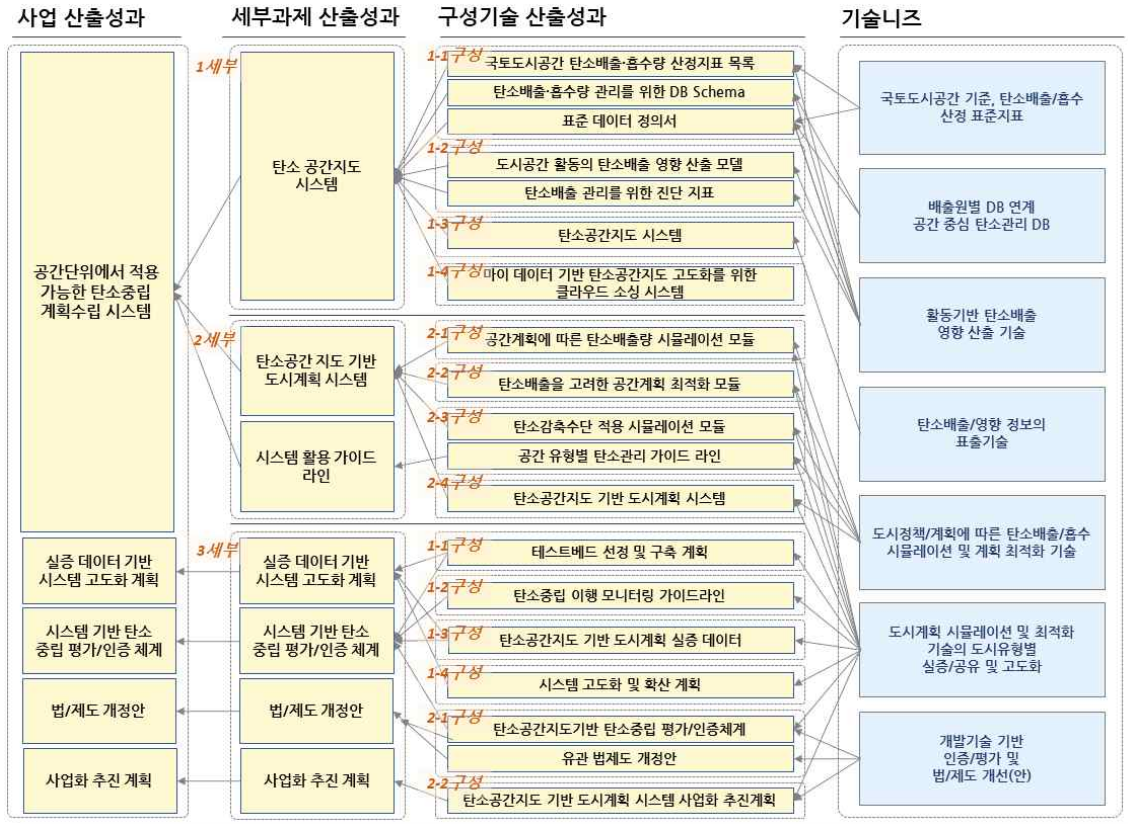 사업 산출성과
세부과제 산출성과
구성기술 산출성과
기술니즈
공간단위에서 적용
가능한 탄소중립
계획수립 시스템
실증 데이터 기반
시스템 고도화 계획
시스템 기반 탄소
중립 평가/인증 체계
법/제도 개정안
사업화 추진 계획
1세부
탄소 공간지도
시스템
2세부
탄소공간 지도 기반
도시계획 시스템
시스템 활용 가이드
라인
3세부
실증 데이터 기반
시스템 고도화 계획
시스템 기반 탄소
중립 평가/인증 체계
법/제도 개정안
사업화 추진 계획
1-1구성
국토도시공간 탄소배출·흡수량 산정지표 목록
탄소배출·흡수량 관리를 위한 DB Schema
표준 데이터 정의서
1-2구성
도시공간 활동의 탄소배출 영향 산출 모델
탄소배출 관리를 위한 진단 지표
1-3구성
탄소공간지도 시스템
1-4구성
마이 데이터 기반 탄소공간지도 고도화를 위한
클라우드 소싱 시스템
2-1구성
공간계획에 따른 탄소배출량 시뮬레이션 모듈
2-2구성
탄소배출을 고려한 공간계획 최적화 모듈
2-3구성
탄소감축수단 적용 시뮬레이션 모듈
공간 유형별 탄소관리 가이드 라인
2-4구성
탄소공간지도 기반 도시계획 시스템
1-1구성
테스트베드 선정 및 구축 계획
1-2구성
탄소중립 이행 모니터링 가이드라인
1-3구성
탄소공간지도 기반 도시계획 실증 데이터
1-4구성
시스템 고도화 및 확산 계획
2-1구성
탄소공간지도기반 탄소중립 평가/인증체계
유관 법제도 개정안
2-2구성
탄소공간지도 기반 도시계획 시스템 사업화 추진계획
국토도시공간 기준, 탄소배출/흡수
산정 표준지표
배출원별 DB 연계
공간 중심 탄소관리 DB
활동기반 탄소배출
영향 산출 기술
탄소배출/영향 정보의
표출기술
도시정책/계획에 따른 탄소배출/흡수
시뮬레이션 및 계획 최적화 기술
도시계획 시뮬레이션 및 최적화
기술의 도시유형별
실증/공유 및 고도화
개발기술 기반
인증/평가 및
법/제도 개선(안)